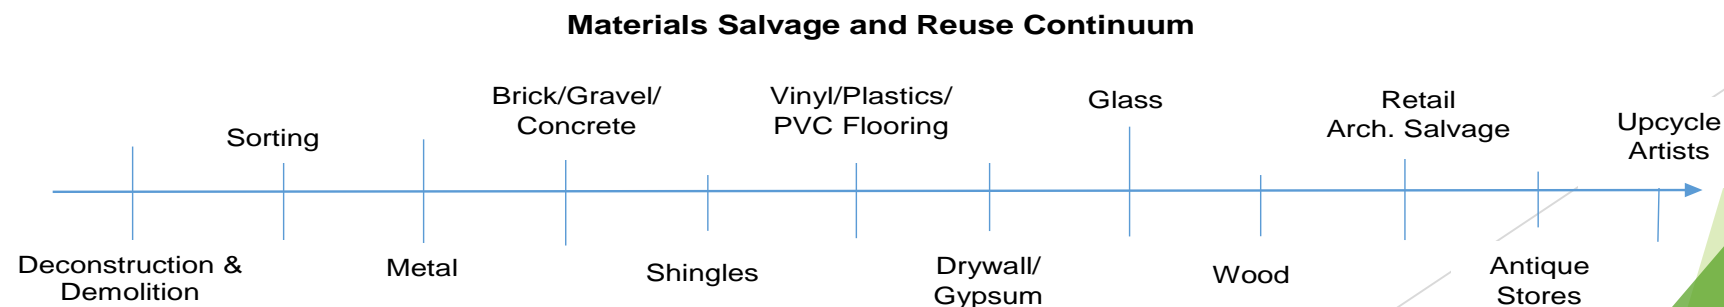 Materials Salvage and Reuse Continuum
Deconstruction &
Demolition
Sorting
Metal
Brick/Gravel/
Concrete
Shingles
Vinyl/Plastics/
PVC Flooring
Drywall/
Gypsum
Glass
Wood
Retail
Arch. Salvage
Antique
Stores
Upcycle
Artists